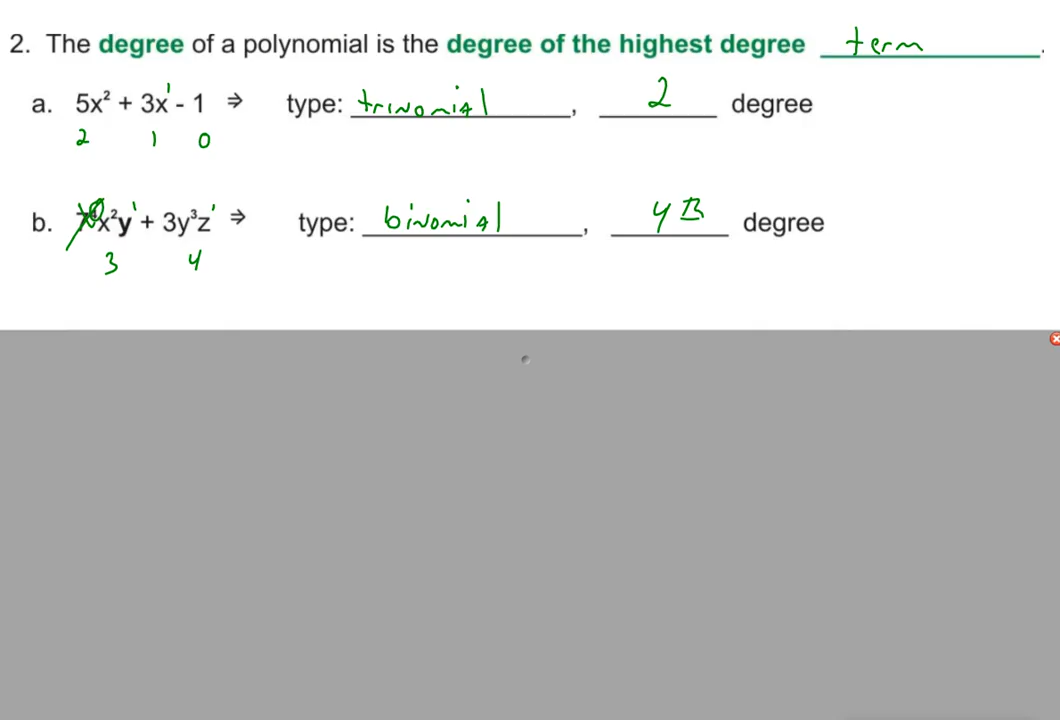 2. The degree of a polynomial is the degree of the highest degree term.
a. 5x² + 3x¹ - 1 ⇒ type: trinomial, 2 degree
2 1 0
b. x²y¹ + 3y³z¹ ⇒ type: binomial, 4th degree
3 4